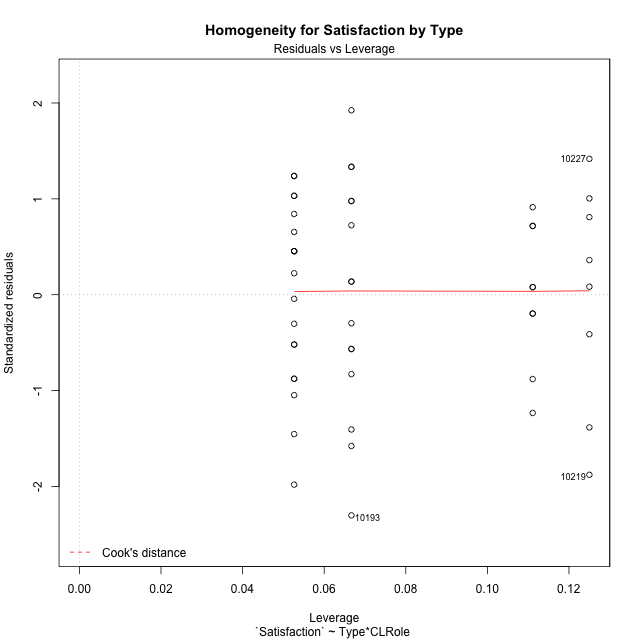 Homogeneity for Satisfaction by Type
Residuals vs Leverage
2
1
0
-1
-2
Standardized residuals
10227
10219
10193
Cook's distance
0.00 0.02 0.04 0.06 0.08 0.10 0.12
Leverage
`Satisfaction` ~ Type*CLRole